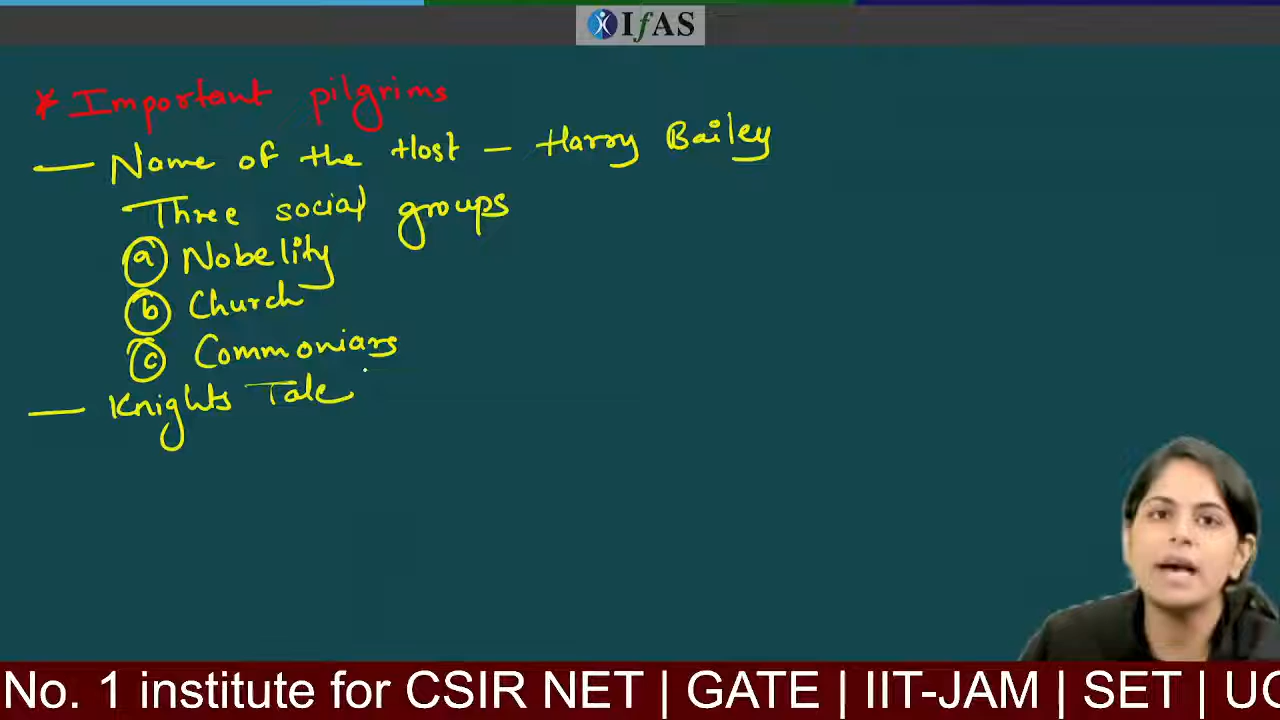 IfAS
* Important pilgrims
— Name of the Host - Harry Bailey
Three social groups
(a) Nobelity
(b) Church
(c) Commoniars
— Knights Tale
No. 1 institute for CSIR NET | GATE | IIT-JAM | SET | UG